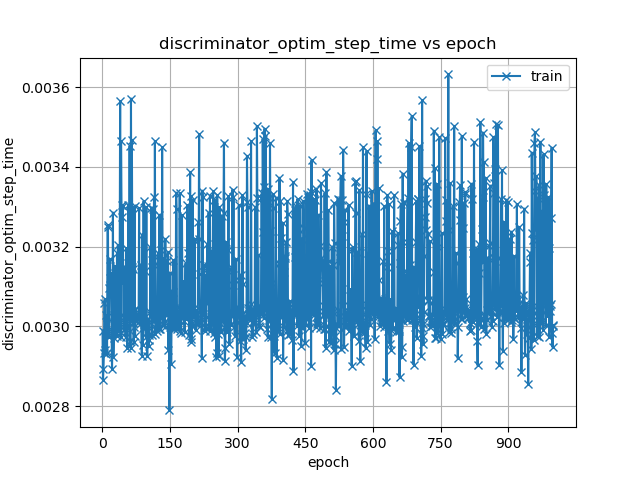 discriminator_optim_step_time vs epoch
train
discriminator_optim_step_time
0.0036
0.0034
0.0032
0.0030
0.0028
0 150 300 450 600 750 900
epoch